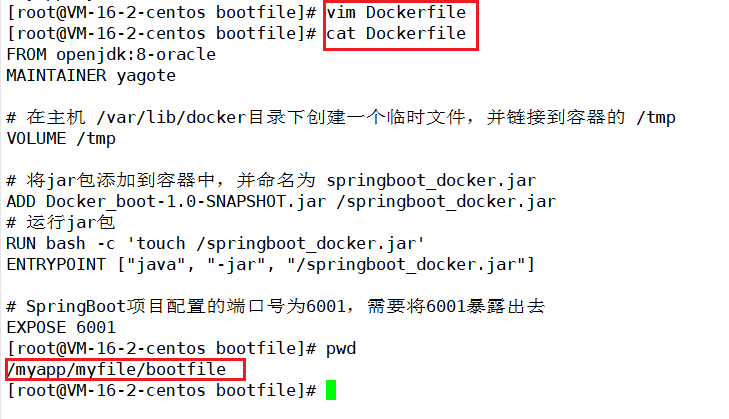 [root@VM-16-2-centos bootfile]# vim Dockerfile
[root@VM-16-2-centos bootfile]# cat Dockerfile
FROM openjdk:8-oracle
MAINTAINER yagote
# 在主机 /var/lib/docker目录下创建一个临时文件，并链接到容器的 /tmp
VOLUME /tmp
# 将jar包添加到容器中，并命名为 springboot_docker.jar
ADD Docker_boot-1.0-SNAPSHOT.jar /springboot_docker.jar
# 运行jar包
RUN bash -c 'touch /springboot_docker.jar'
ENTRYPOINT ["java", "-jar", "/springboot_docker.jar"]
# SpringBoot项目配置的端口号为6001，需要将6001暴露出去
EXPOSE 6001
[root@VM-16-2-centos bootfile]# pwd
/myapp/myfile/bootfile
[root@VM-16-2-centos bootfile]#